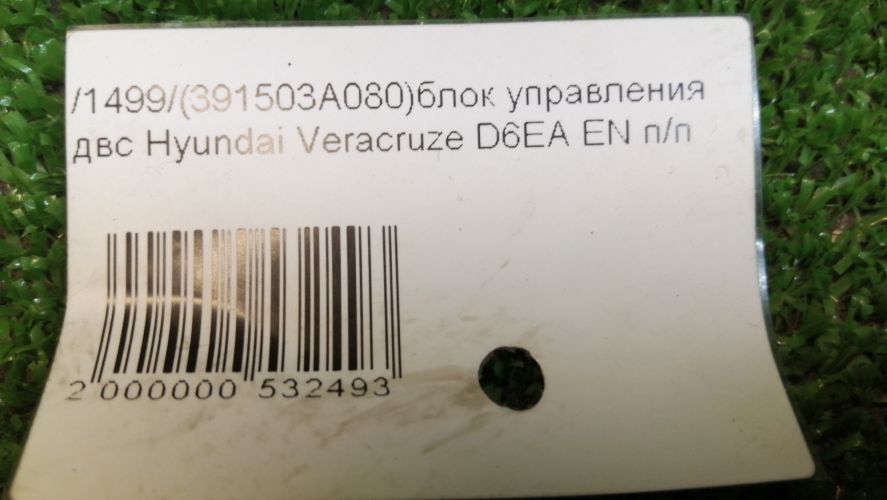 /1499/(391503A080)блок управления
двс Hyundai Veracruze D6EA EN п/п
2 000000 532493